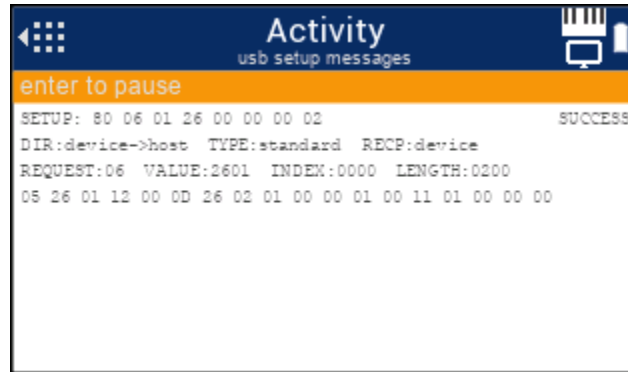 Activity
usb setup messages
enter to pause
SETUP: 80 06 01 26 00 00 00 02 SUCCESS
DIR:device->host TYPE:standard RECP:device
REQUEST:06 VALUE:2601 INDEX:0000 LENGTH:0200
05 26 01 12 00 0D 26 02 01 00 00 01 00 11 01 00 00 00